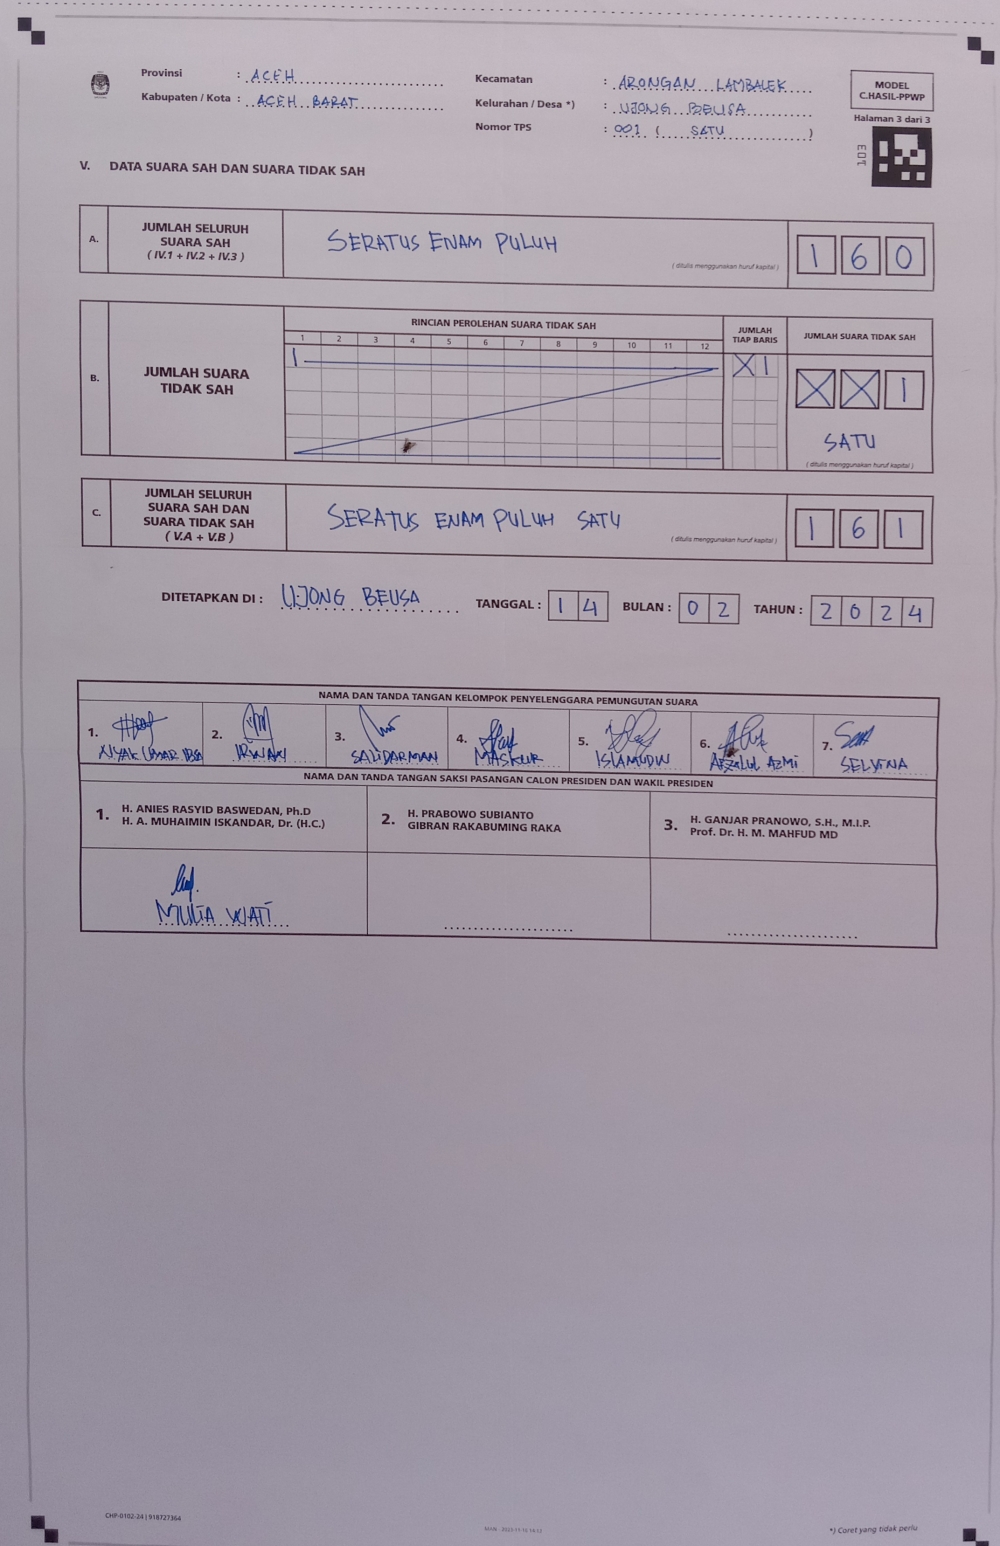 Provinsi : ACEH
Kabupaten / Kota : ACEH BARAT
Kecamatan : ARONGAN LAMBALEK
Kelurahan / Desa *) : UJONG BEUSA
Nomor TPS : 001 ( SATU )
MODEL
C.HASIL-PPWP
Halaman 3 dari 3
V. DATA SUARA SAH DAN SUARA TIDAK SAH
A. JUMLAH SELURUH
SUARA SAH
( IV.1 + IV.2 + IV.3 )
SERATUS ENAM PULUH
( ditulis menggunakan huruf kapital )
1 6 0
B. JUMLAH SUARA
TIDAK SAH
RINCIAN PEROLEHAN SUARA TIDAK SAH
1 2 3 4 5 6 7 8 9 10 11 12
JUMLAH
TIAP BARIS
X 1
JUMLAH SUARA TIDAK SAH
X X 1
SATU
( ditulis menggunakan huruf kapital )
C. JUMLAH SELURUH
SUARA SAH DAN
SUARA TIDAK SAH
( V.A + V.B )
SERATUS ENAM PULUH SATU
( ditulis menggunakan huruf kapital )
1 6 1
DITETAPKAN DI : UJONG BEUSA TANGGAL : 1 4 BULAN : 0 2 TAHUN : 2 0 2 4
NAMA DAN TANDA TANGAN KELOMPOK PENYELENGGARA PEMUNGUTAN SUARA
1. 2. 3. 4. 5. 6. 7.
NYAK UMAR IRWAN SALIDARMAN MASKUR ISLAMUDIN AFZALUL AZMI SELVINA
NAMA DAN TANDA TANGAN SAKSI PASANGAN CALON PRESIDEN DAN WAKIL PRESIDEN
1. H. ANIES RASYID BASWEDAN, Ph.D
H. A. MUHAIMIN ISKANDAR, Dr. (H.C.)
2. H. PRABOWO SUBIANTO
GIBRAN RAKABUMING RAKA
3. H. GANJAR PRANOWO, S.H., M.I.P.
Prof. Dr. H. M. MAHFUD MD
MULIA WATI
CHP-0102-24 | 918727364
*) Coret yang tidak perlu